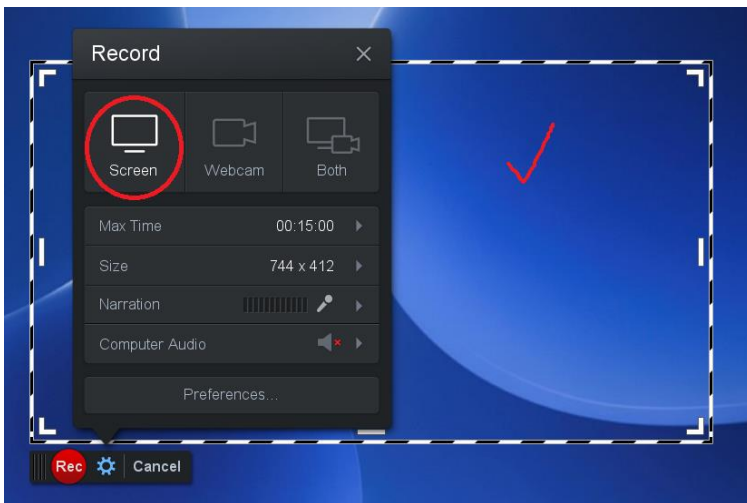 Record
Screen Webcam Both
Max Time 00:15:00
Size 744 x 412
Narration
Computer Audio
Preferences...
Rec Cancel